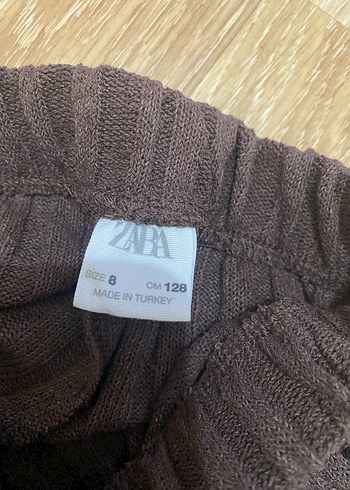 ZARA
SIZE 8 CM 128
MADE IN TURKEY